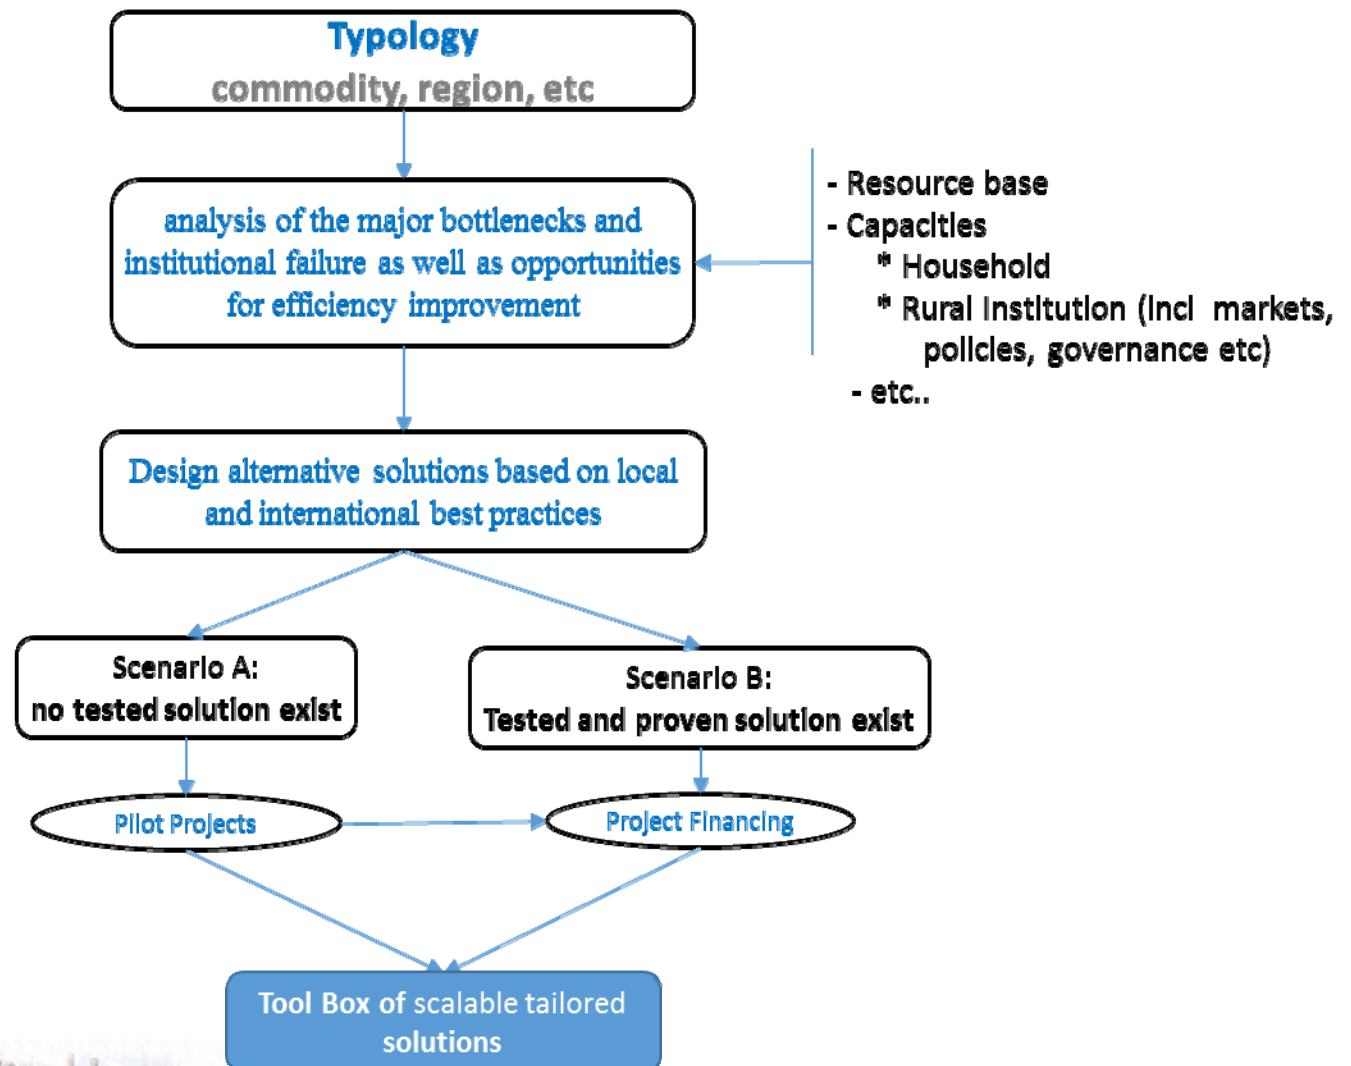 Typology
commodity, region, etc
analysis of the major bottlenecks and
institutional failure as well as opportunities
for efficiency improvement
- Resource base
- Capacities
* Household
* Rural Institution (incl markets,
policies, governance etc)
- etc..
Design alternative solutions based on local
and international best practices
Scenario A:
no tested solution exist
Scenario B:
Tested and proven solution exist
Pilot Projects
Project Financing
Tool Box of scalable tailored
solutions